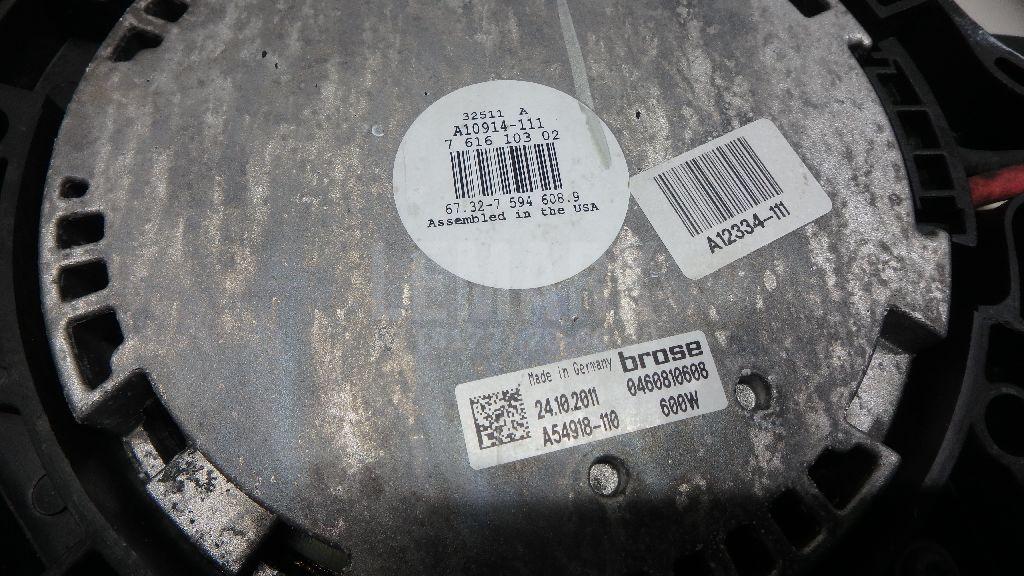 32511 A
A10914-111
7 616 103 02
67.32-7 594 608.9
Assembled in the USA
A12334-111
Made in Germany brose
24.10.2011 0460810608
A54918-110 600W